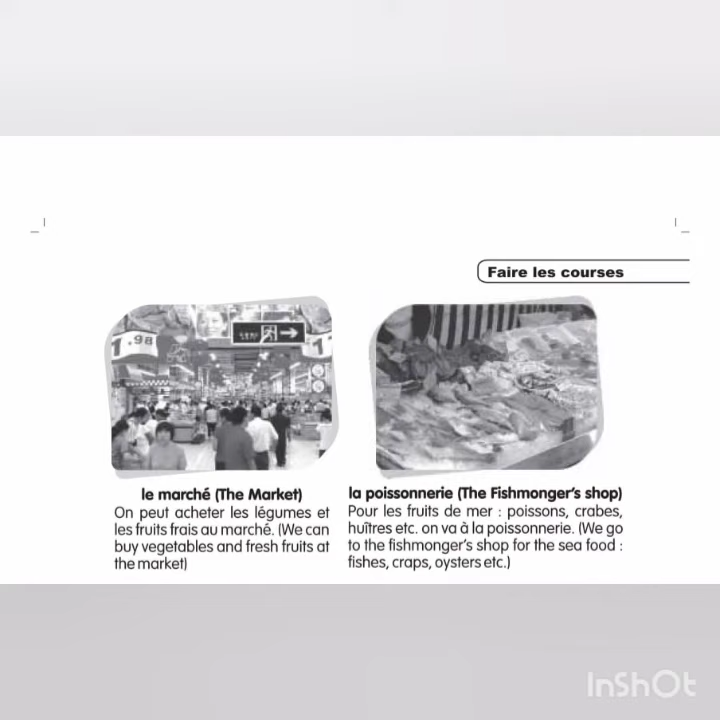 Faire les courses
1.98
le marché (The Market)
On peut acheter les légumes et
les fruits frais au marché. (We can
buy vegetables and fresh fruits at
the market)
la poissonnerie (The Fishmonger's shop)
Pour les fruits de mer : poissons, crabes,
huîtres etc. on va à la poissonnerie. (We go
to the fishmonger's shop for the sea food :
fishes, craps, oysters etc.)
InShOt